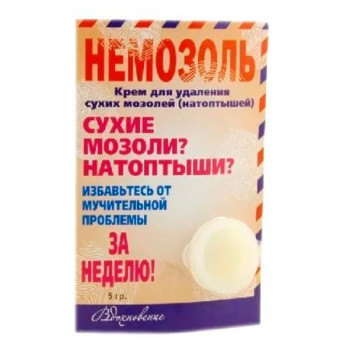 НЕМОЗОЛЬ
Крем для удаления
сухих мозолей (натоптышей)
СУХИЕ
МОЗОЛИ?
НАТОПТЫШИ?
ИЗБАВЬТЕСЬ ОТ
МУЧИТЕЛЬНОЙ
ПРОБЛЕМЫ
ЗА
НЕДЕЛЮ!
5 гр.
Вдохновение